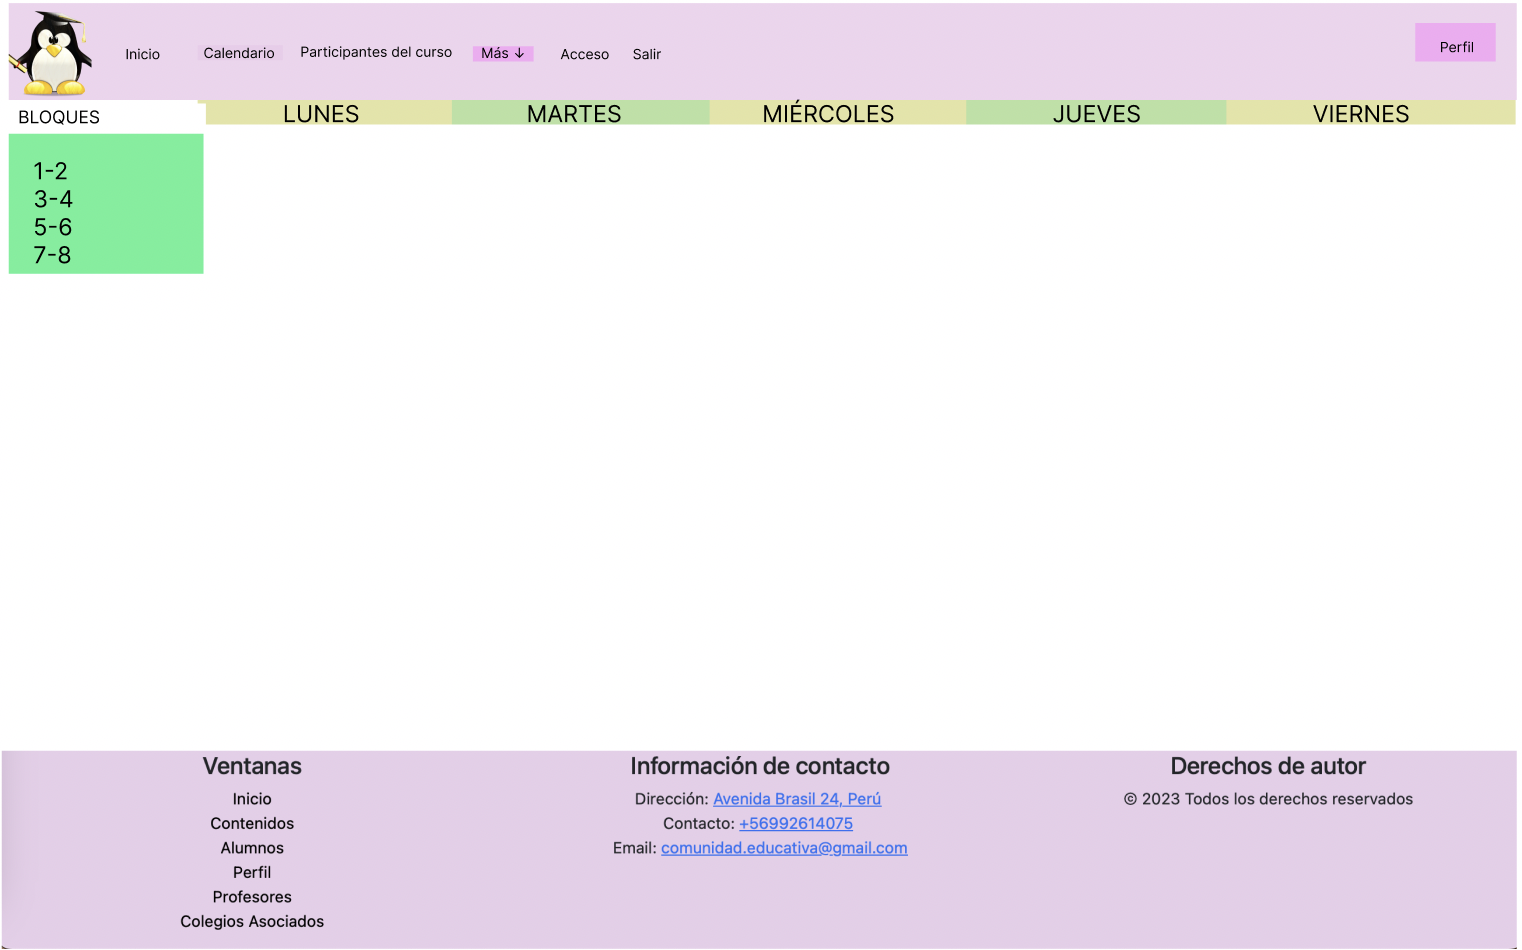 Inicio Calendario Participantes del curso Más ↓ Acceso Salir Perfil
BLOQUES LUNES MARTES MIÉRCOLES JUEVES VIERNES
1-2
3-4
5-6
7-8
Ventanas
Inicio
Contenidos
Alumnos
Perfil
Profesores
Colegios Asociados
Información de contacto
Dirección: Avenida Brasil 24, Perú
Contacto: +56992614075
Email: comunidad.educativa@gmail.com
Derechos de autor
© 2023 Todos los derechos reservados